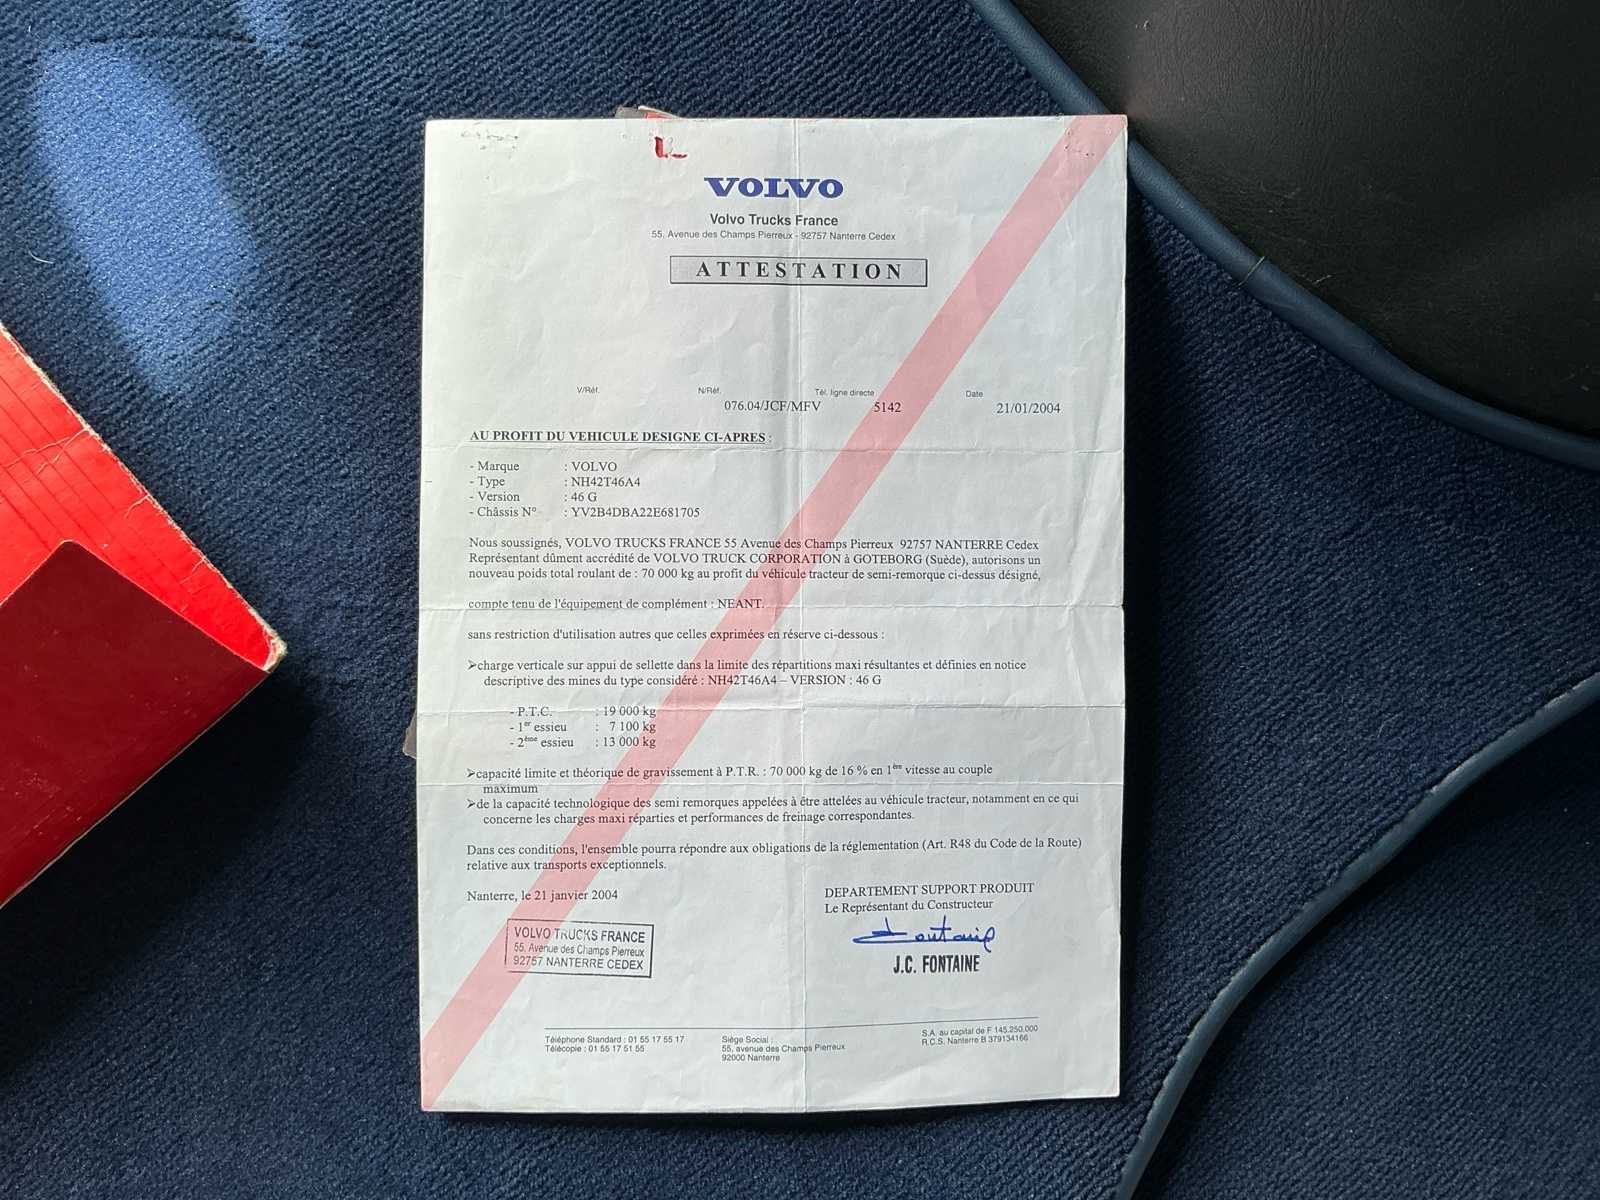 VOLVO
Volvo Trucks France
55, Avenue des Champs Pierreux - 92757 Nanterre Cedex
ATTESTATION
V/Réf. N/Réf. Tél. ligne directe Date
076.04/JCF/MFV 5142 21/01/2004
AU PROFIT DU VEHICULE DESIGNE CI-APRES :
- Marque : VOLVO
- Type : NH42T46A4
- Version : 46 G
- Châssis N° : YV2B4DBA22E681705
Nous soussignés, VOLVO TRUCKS FRANCE 55 Avenue des Champs Pierreux 92757 NANTERRE Cedex
Représentant dûment accrédité de VOLVO TRUCK CORPORATION à GOTEBORG (Suède), autorisons un
nouveau poids total roulant de : 70 000 kg au profit du véhicule tracteur de semi-remorque ci-dessus désigné,
compte tenu de l'équipement de complément : NEANT.
sans restriction d'utilisation autres que celles exprimées en réserve ci-dessous :
➢charge verticale sur appui de sellette dans la limite des répartitions maxi résultantes et définies en notice
descriptive des mines du type considéré : NH42T46A4 – VERSION : 46 G
- P.T.C. : 19 000 kg
- 1er essieu : 7 100 kg
- 2ème essieu : 13 000 kg
➢capacité limite et théorique de gravissement à P.T.R. : 70 000 kg de 16 % en 1ère vitesse au couple
maximum
➢de la capacité technologique des semi remorques appelées à être attelées au véhicule tracteur, notamment en ce qui
concerne les charges maxi réparties et performances de freinage correspondantes.
Dans ces conditions, l'ensemble pourra répondre aux obligations de la réglementation (Art. R48 du Code de la Route)
relative aux transports exceptionnels.
Nanterre, le 21 janvier 2004
DEPARTEMENT SUPPORT PRODUIT
Le Représentant du Constructeur
VOLVO TRUCKS FRANCE
55, Avenue des Champs Pierreux
92757 NANTERRE CEDEX
Fontaine
J.C. FONTAINE
Téléphone Standard : 01 55 17 55 17
Télécopie : 01 55 17 51 55
Siège Social :
55, avenue des Champs Pierreux
92000 Nanterre
S.A. au capital de F 145.250.000
R.C.S. Nanterre B 379134166